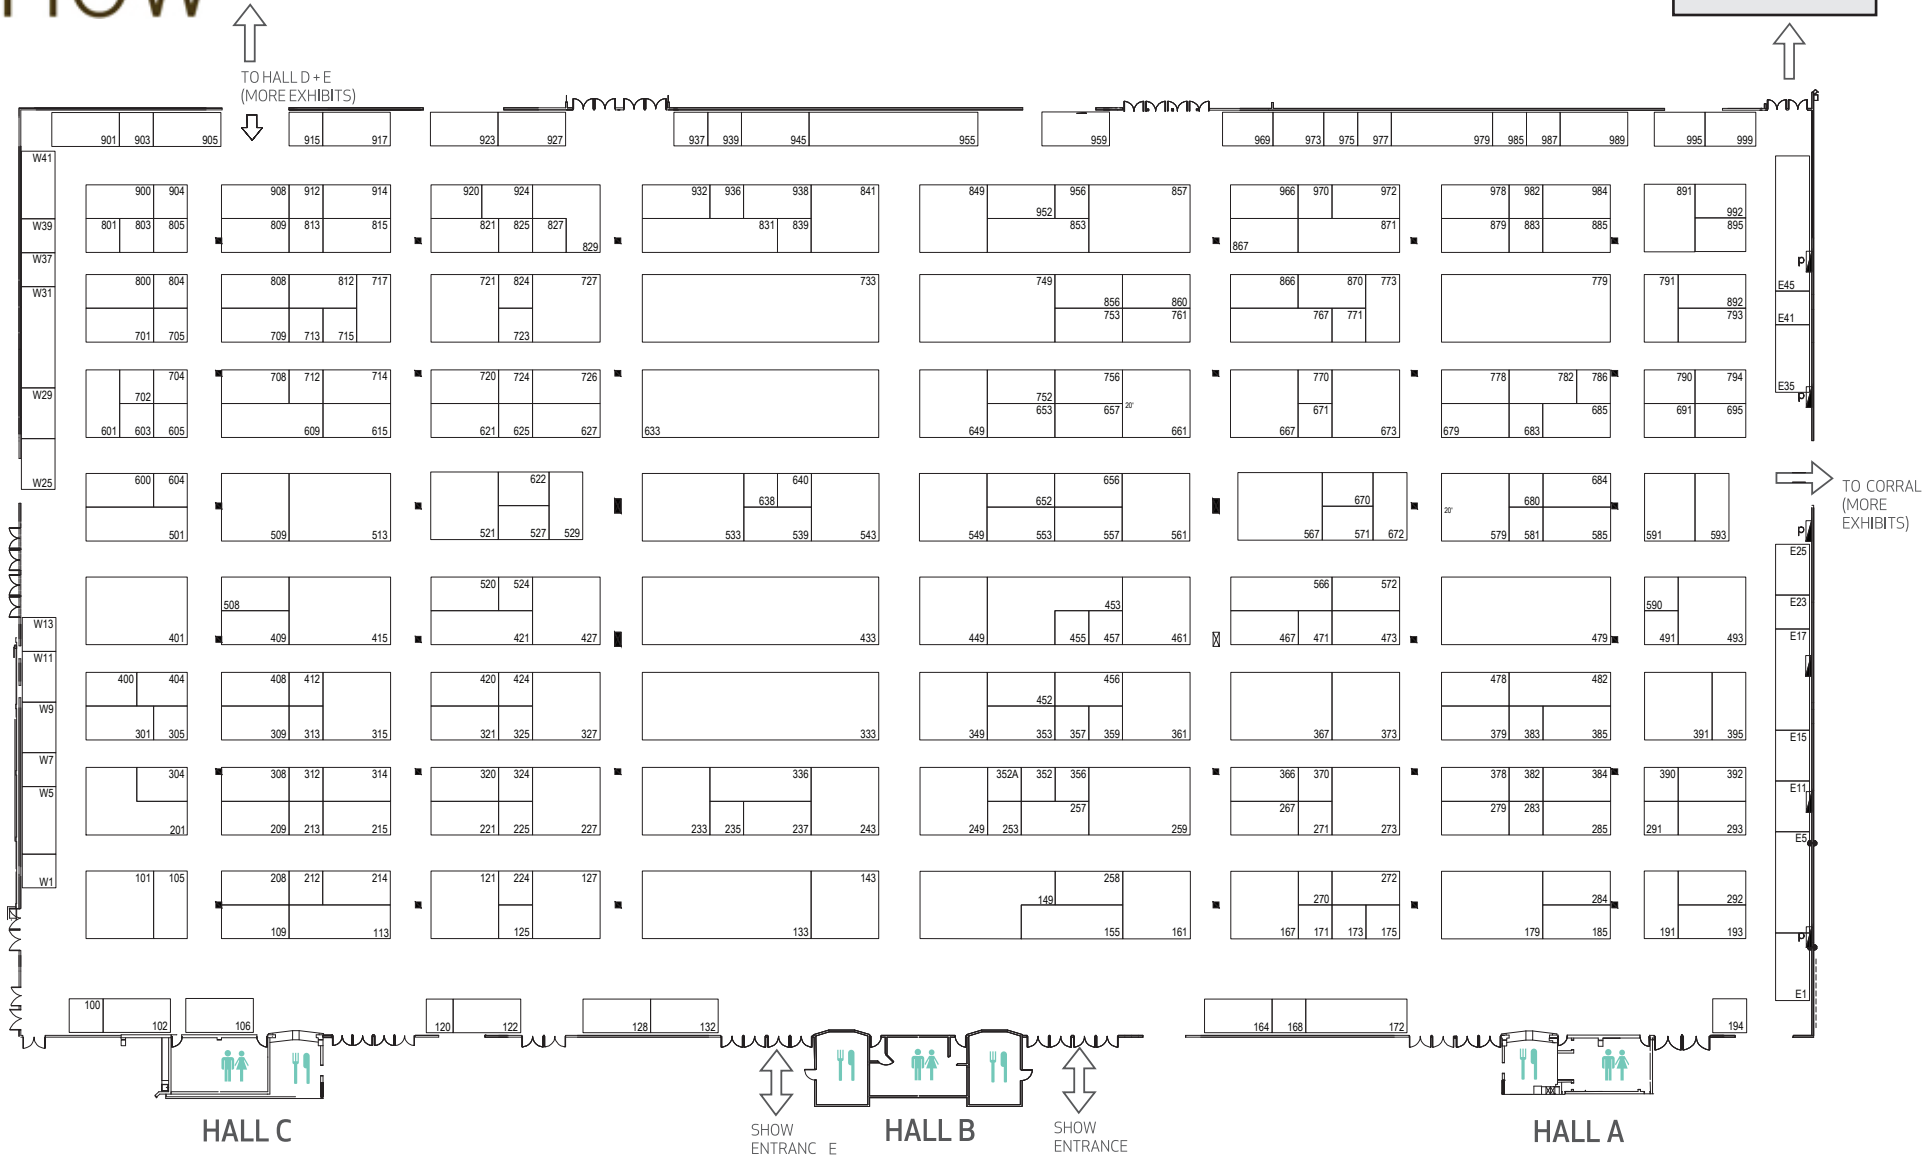 HOW
TO HALL D + E
(MORE EXHIBITS)
901 903 905 915 917 923 927 937 939 945 955 959 969 973 975 977 979 985 987 989 995 999
W41
900 904 908 912 914 920 924 932 936 938 841 849 956 857 966 970 972 978 982 984 891
952 992
W39 801 803 805 809 813 815 821 825 827 831 839 853 871 879 883 885 895
829 867
W37
800 804 808 812 717 721 824 727 733 749 866 870 773 779 791
W31 E45
856 860 892
753 761 767 771 793 E41
701 705 709 713 715 723
704 708 712 714 720 724 726 756 770 778 782 786 790 794
E35
W29 702 752
653 657 20' 671 685 691 695
601 603 605 609 615 621 625 627 633 649 661 667 673 679 683
W25
600 604 622 640 656 684
638 652 670 680
20'
TO CORRAL
(MORE
EXHIBITS)
501 509 513 521 527 529 533 539 543 549 553 557 561 567 571 672 579 581 585 591 593
E25
520 524 566 572
508 453 590 E23
W13 401 409 415 421 427 433 449 455 457 461 467 471 473 479 491 493 E17
W11
400 404 408 412 420 424 456 478 482
452
W9
301 305 309 313 315 321 325 327 333 349 353 357 359 361 367 373 379 383 385 391 395 E15
W7
304 308 312 314 320 324 336 352A 352 356 366 370 378 382 384 390 392
W5 E11
257 267 279 283
201 209 213 215 221 225 227 233 235 237 243 249 253 259 271 273 285 291 293
E5
W1
101 105 208 212 214 121 224 127 143 258 272
149 270 284 292
109 113 125 133 155 161 167 171 173 175 179 185 191 193
E1
100 102 106 120 122 128 132 164 168 172 194
p
p
p
p
HALL C
SHOW
ENTRANC E
HALL B
SHOW
ENTRANCE
HALL A